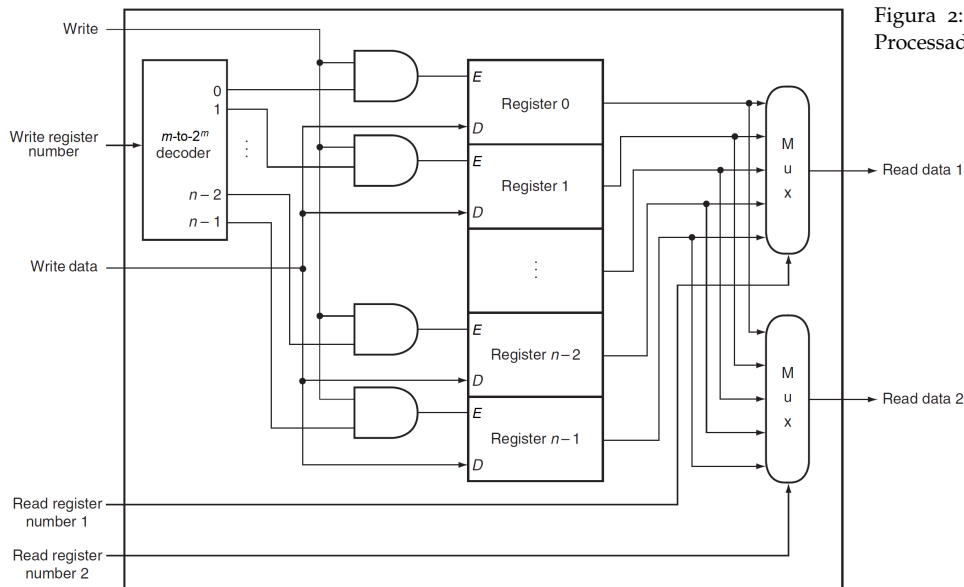 Figura 2:
Processad
Write
Write register
number
m-to-2^m
decoder
0
1
⋮
n – 2
n – 1
Write data
E
Register 0
D
E
Register 1
D
⋮
E
Register n – 2
D
E
Register n – 1
D
M
u
x
Read data 1
M
u
x
Read data 2
Read register
number 1
Read register
number 2